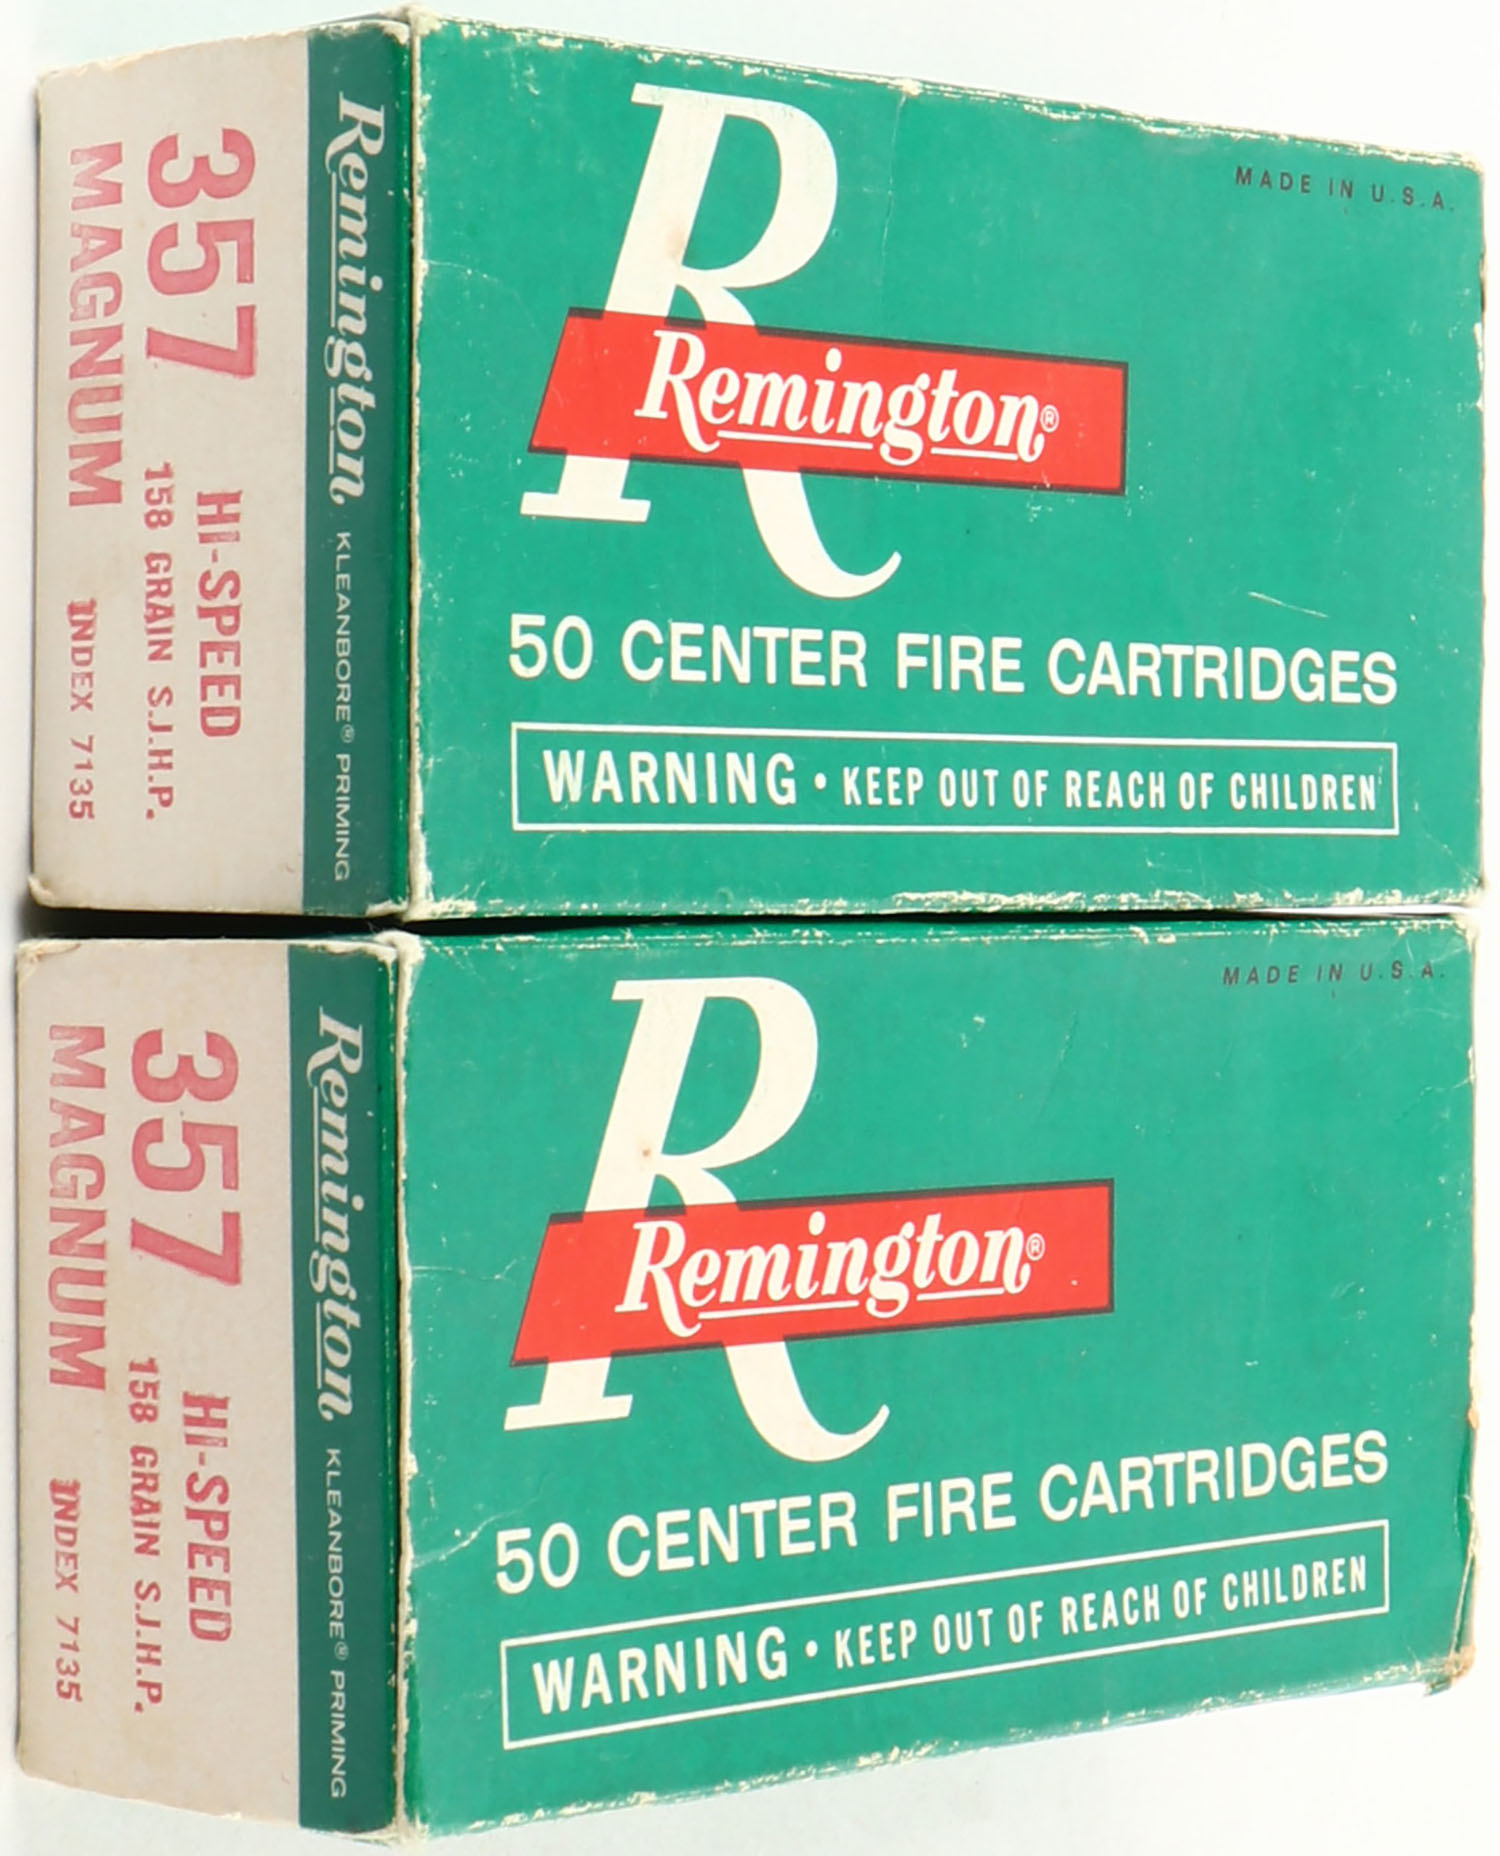 357
MAGNUM
HI-SPEED
158 GRAIN S.J.H.P.
INDEX 7135
Remington KLEANBORE® PRIMING
MADE IN U.S.A.
R
Remington®
50 CENTER FIRE CARTRIDGES
WARNING • KEEP OUT OF REACH OF CHILDREN
357
MAGNUM
HI-SPEED
158 GRAIN S.J.H.P.
INDEX 7135
Remington KLEANBORE® PRIMING
MADE IN U.S.A.
R
Remington®
50 CENTER FIRE CARTRIDGES
WARNING • KEEP OUT OF REACH OF CHILDREN